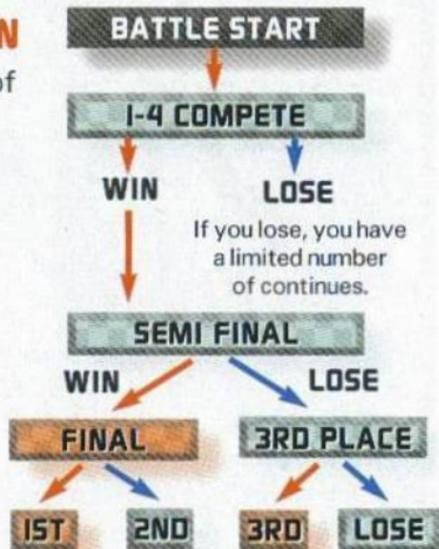 N
of
BATTLE START
1-4 COMPETE
WIN
LOSE
If you lose, you have
a limited number
of continues.
SEMI FINAL
WIN
LOSE
FINAL
3RD PLACE
1ST
2ND
3RD
LOSE